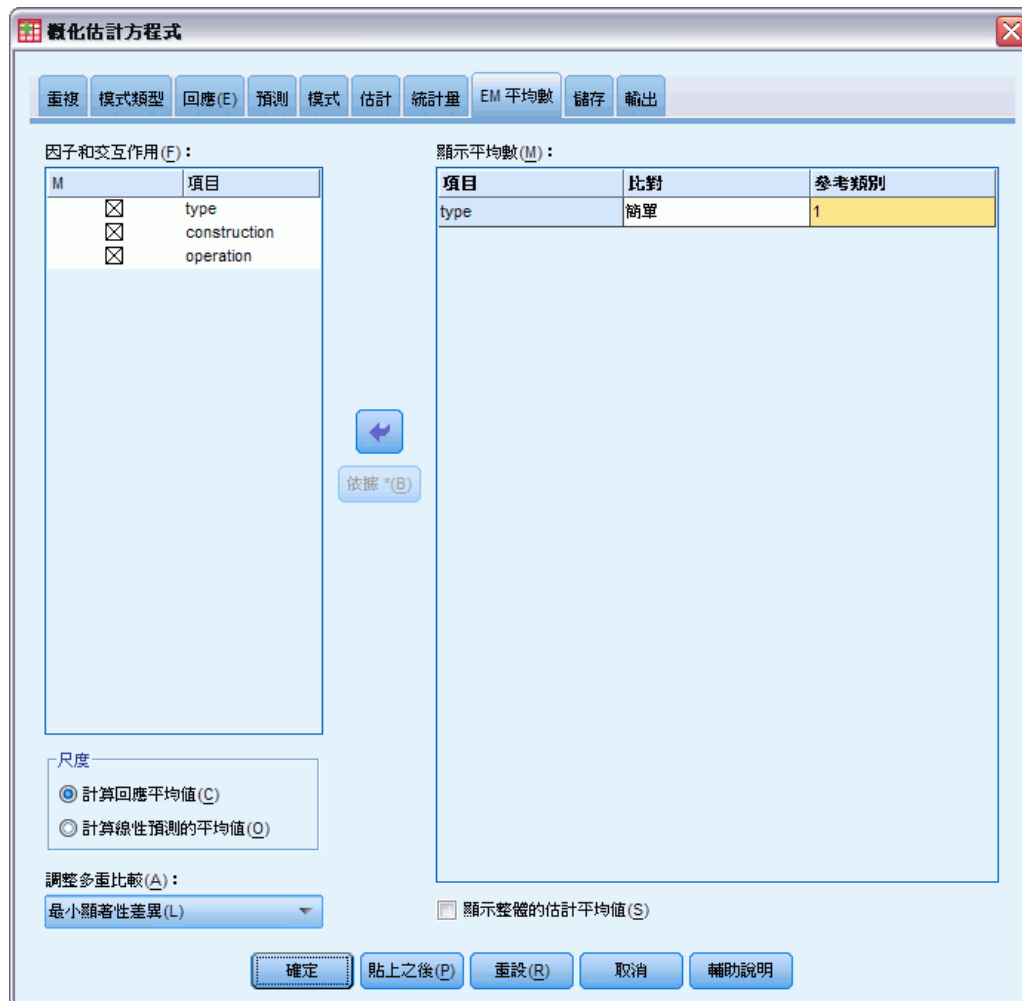 概化估計方程式
重複 模式類型 回應(E) 預測 模式 估計 統計量 EM 平均數 儲存 輸出
因子和交互作用(F)：
M 項目
type
construction
operation
顯示平均數(M)：
項目 比對 參考類別
type 簡單 1
依據 *(B)
尺度
計算回應平均值(C)
計算線性預測的平均值(O)
調整多重比較(A)：
最小顯著性差異(L)
顯示整體的估計平均值(S)
確定 貼上之後(P) 重設(R) 取消 輔助說明